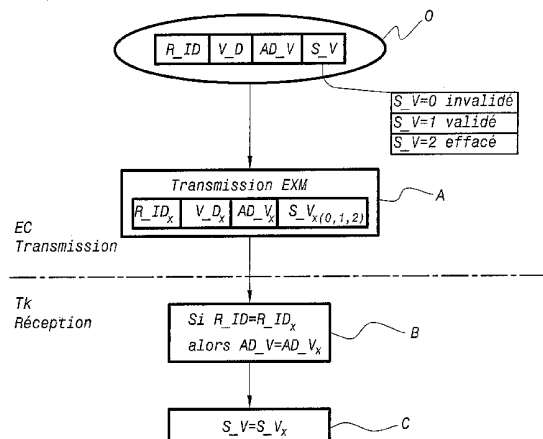 O
R_ID V_D AD_V S_V
S_V=0 invalidé
S_V=1 validé
S_V=2 effacé
Transmission EXM
A
R_IDx V_Dx AD_Vx S_Vx(0,1,2)
EC
Transmission
Tk
Réception
Si R_ID=R_IDx
alors AD_V=AD_Vx
B
S_V=S_Vx
C